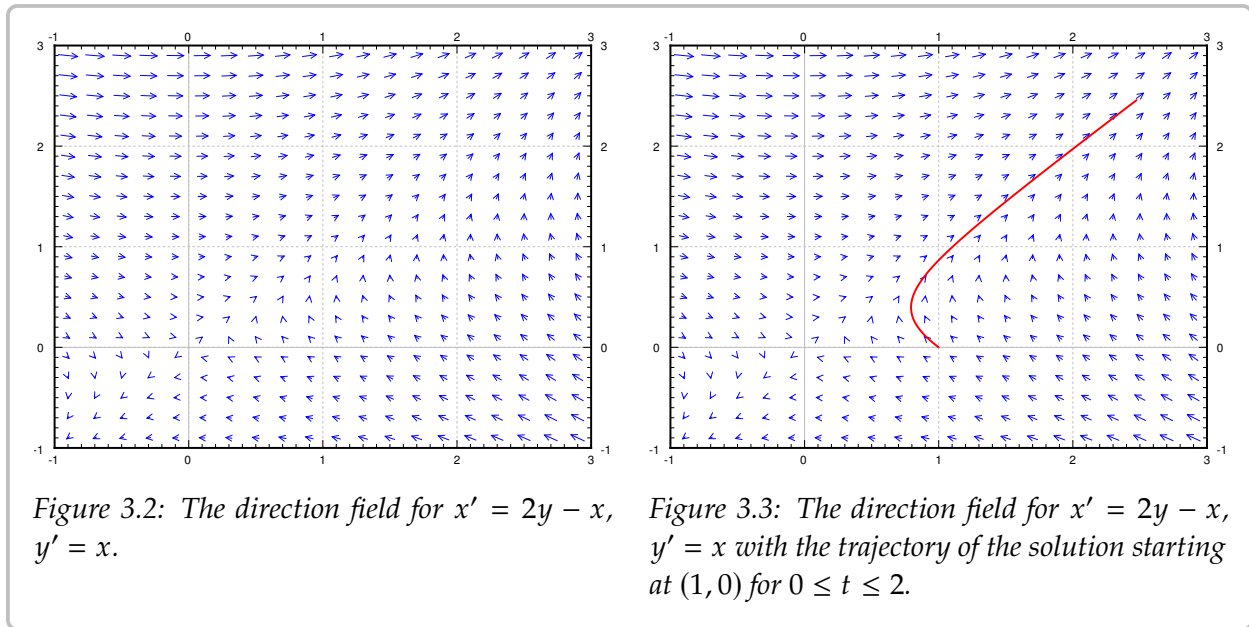 -1 0 1 2 3
3 3
2 2
1 1
0 0
-1 -1
-1 0 1 2 3
Figure 3.2: The direction field for x′ = 2y − x,
y′ = x.
-1 0 1 2 3
3 3
2 2
1 1
0 0
-1 -1
-1 0 1 2 3
Figure 3.3: The direction field for x′ = 2y − x,
y′ = x with the trajectory of the solution starting
at (1, 0) for 0 ≤ t ≤ 2.